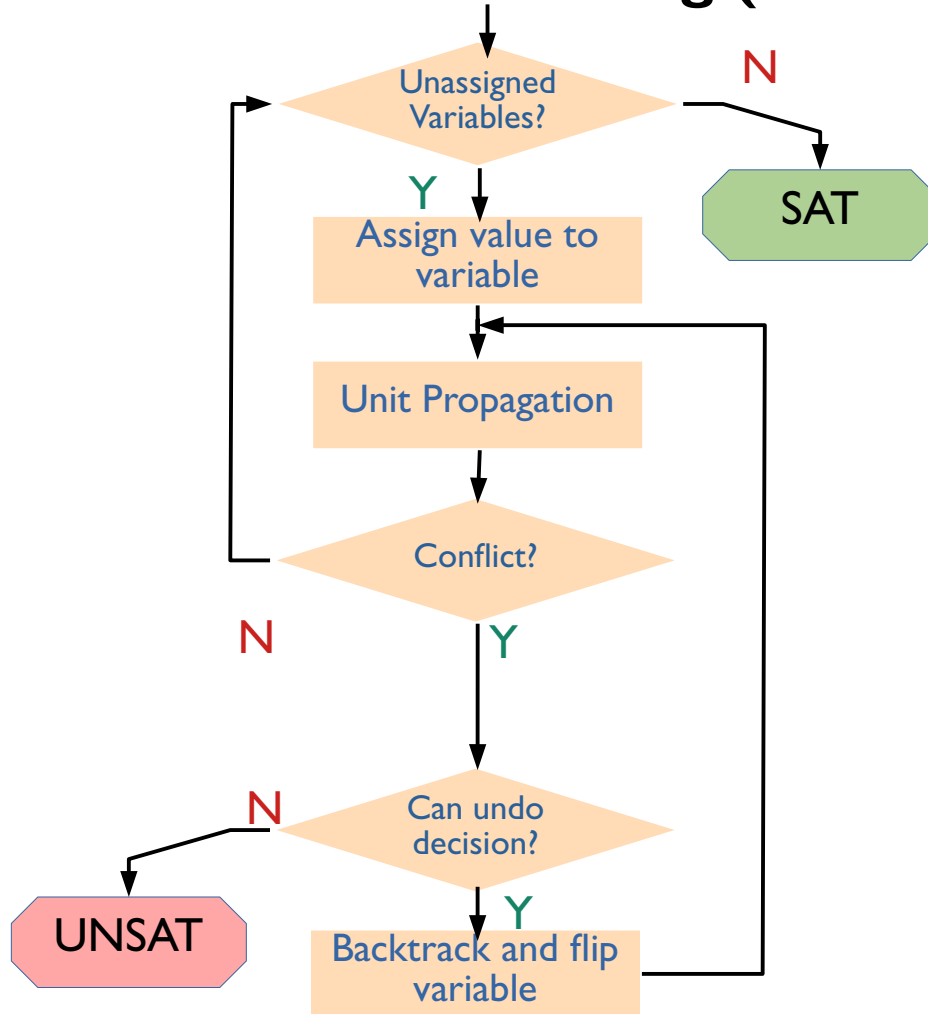 g (
Unassigned
Variables?
N
SAT
Y
Assign value to
variable
Unit Propagation
Conflict?
N
Y
Can undo
decision?
N
UNSAT
Y
Backtrack and flip
variable